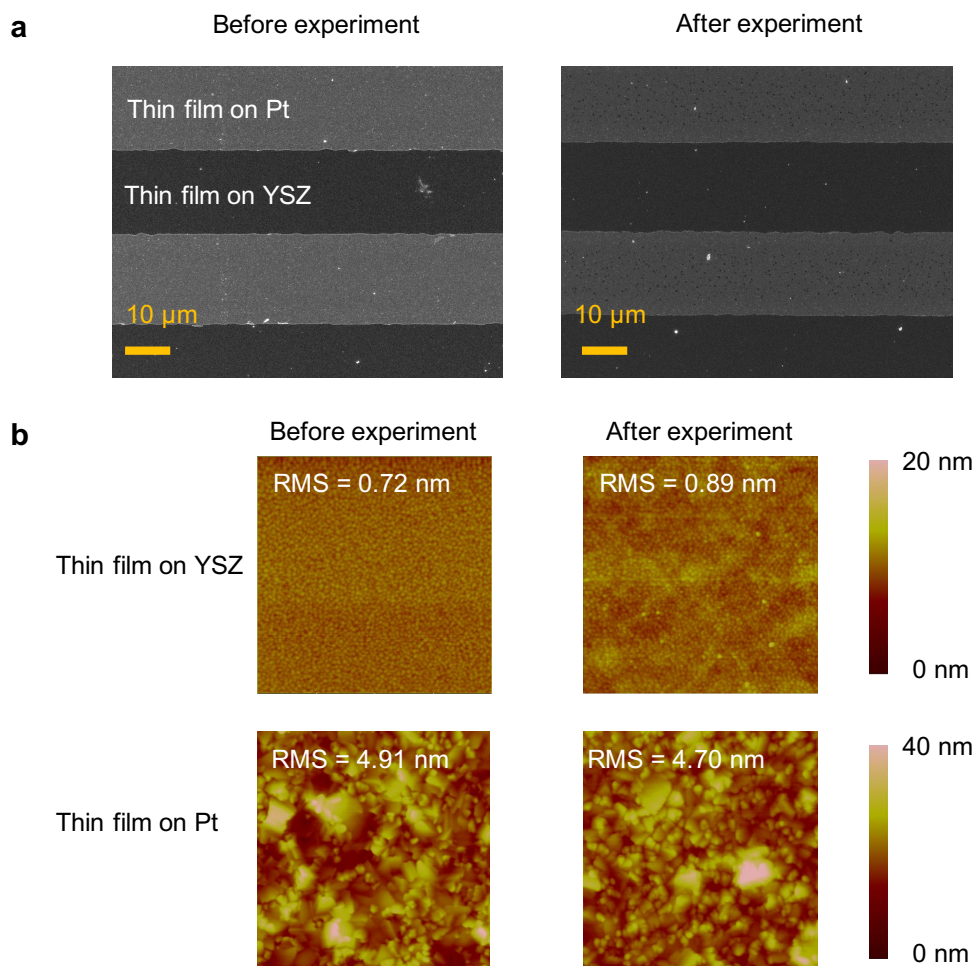 a
Before experiment
After experiment
Thin film on Pt
Thin film on YSZ
10 µm
10 µm
b
Before experiment
After experiment
RMS = 0.72 nm
RMS = 0.89 nm
20 nm
Thin film on YSZ
0 nm
RMS = 4.91 nm
RMS = 4.70 nm
40 nm
Thin film on Pt
0 nm